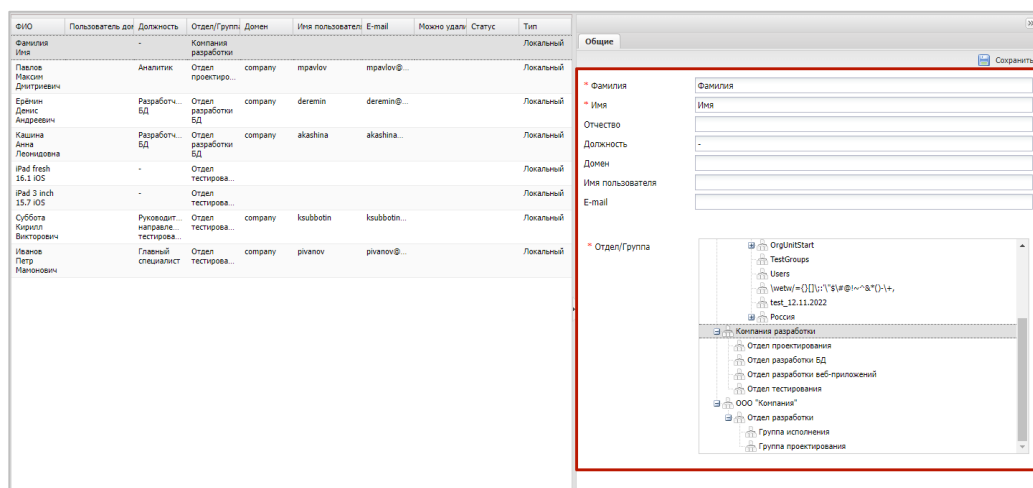 ФИО Пользователь дом Должность Отдел/Группа Домен Имя пользователя E-mail Можно удали Статус Тип
Фамилия - Компания Локальный
Имя разработки
Павлов Аналитик Отдел company mpavlov mpavlov@... Локальный
Максим проектиро...
Дмитриевич
Ерёмин Разработч... Отдел company deremin deremin@... Локальный
Денис БД разработки
Андреевич БД
Кашина Разработч... Отдел company akashina akashina... Локальный
Анна БД разработки
Леонидовна БД
iPad fresh - Отдел Локальный
16.1 iOS тестирова...
iPad 3 inch - Отдел Локальный
15.7 iOS тестирова...
Суббота Руководит... Отдел company ksubbotin ksubbotin... Локальный
Кирилл направле... тестирова...
Викторович тестирова...
Иванов Главный Отдел company pivanov pivanov@... Локальный
Петр специалист тестирова...
Мамонович
Общие
Сохранить
* Фамилия Фамилия
* Имя Имя
Отчество
Должность -
Домен
Имя пользователя
E-mail
* Отдел/Группа
OrgUnitStart
TestGroups
Users
\wetw/={}[]\;:'\"$\#@!~^&*()-\+,
test_12.11.2022
Россия
Компания разработки
Отдел проектирования
Отдел разработки БД
Отдел разработки веб-приложений
Отдел тестирования
ООО "Компания"
Отдел разработки
Группа исполнения
Группа проектирования